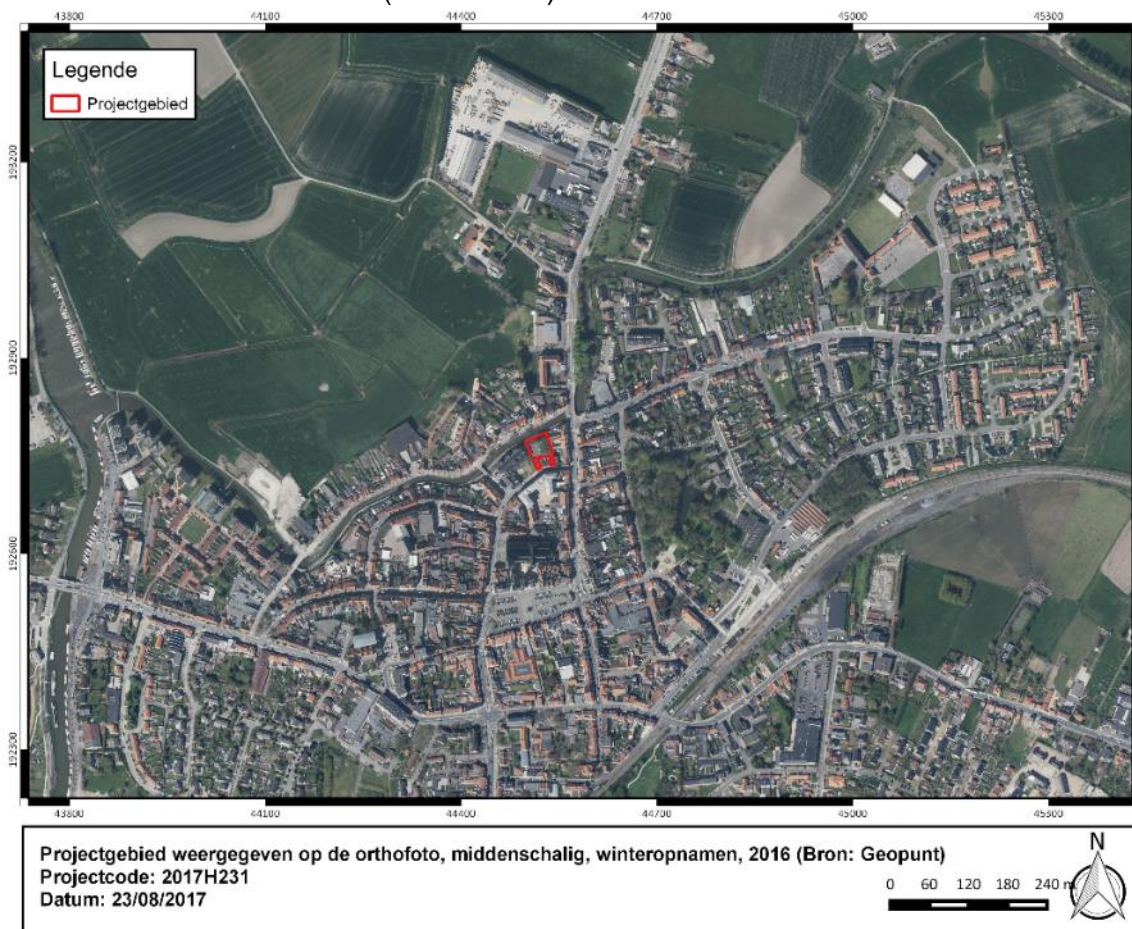 43800 44100 44400 44700 45000 45300
Legende
Projectgebied
193200
192900
192600
192300
43800 44100 44400 44700 45000 45300
Projectgebied weergegeven op de orthofoto, middenschalig, winteropnamen, 2016 (Bron: Geopunt)
Projectcode: 2017H231
Datum: 23/08/2017
N
0 60 120 180 240 m